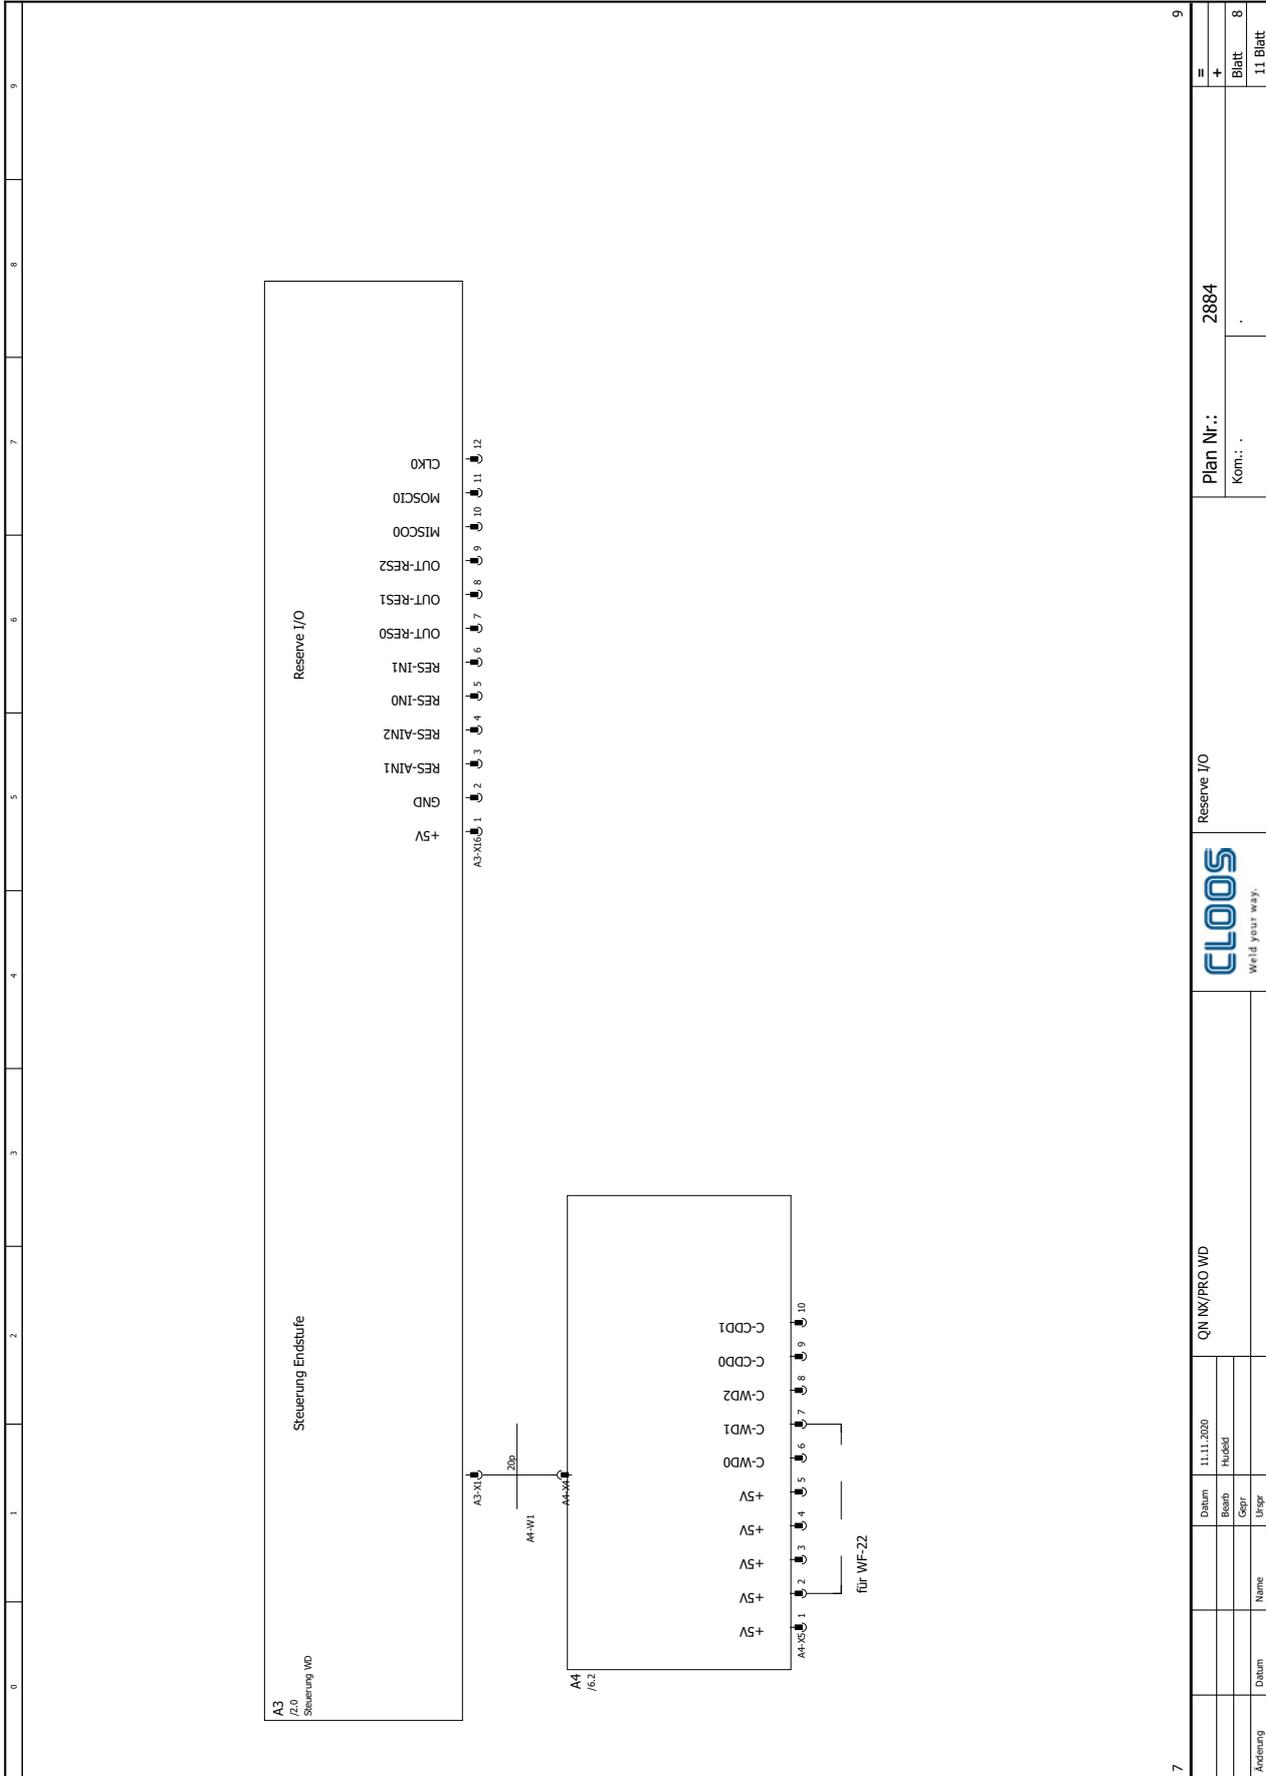 0
1
2
3
4
5
6
7
8
9
A3
/2.0
Steuerung WD
Steuerung Endstufe
Reserve I/O
+5V
GND
RES-AIN1
RES-AIN2
RES-IN0
RES-IN1
OUT-RES0
OUT-RES1
OUT-RES2
MISCO0
MOSCI0
CLK0
A3-X16
1
2
3
4
5
6
7
8
9
10
11
12
A3-X1
20p
A4-W1
A4-X4
A4
/6.2
+5V
+5V
+5V
+5V
+5V
C-WD0
C-WD1
C-WD2
C-CDD0
C-CDD1
A4-X5
1
2
3
4
5
6
7
8
9
10
für WF-22
7
9
Änderung
Datum
Name
Datum
11.11.2020
Bearb
Hudeld
Gepr
Urspr
QN NX/PRO WD
CLOOS
Weld your way.
Reserve I/O
Plan Nr.: 2884
Kom.: .
.
=
+
Blatt 8
11 Blatt